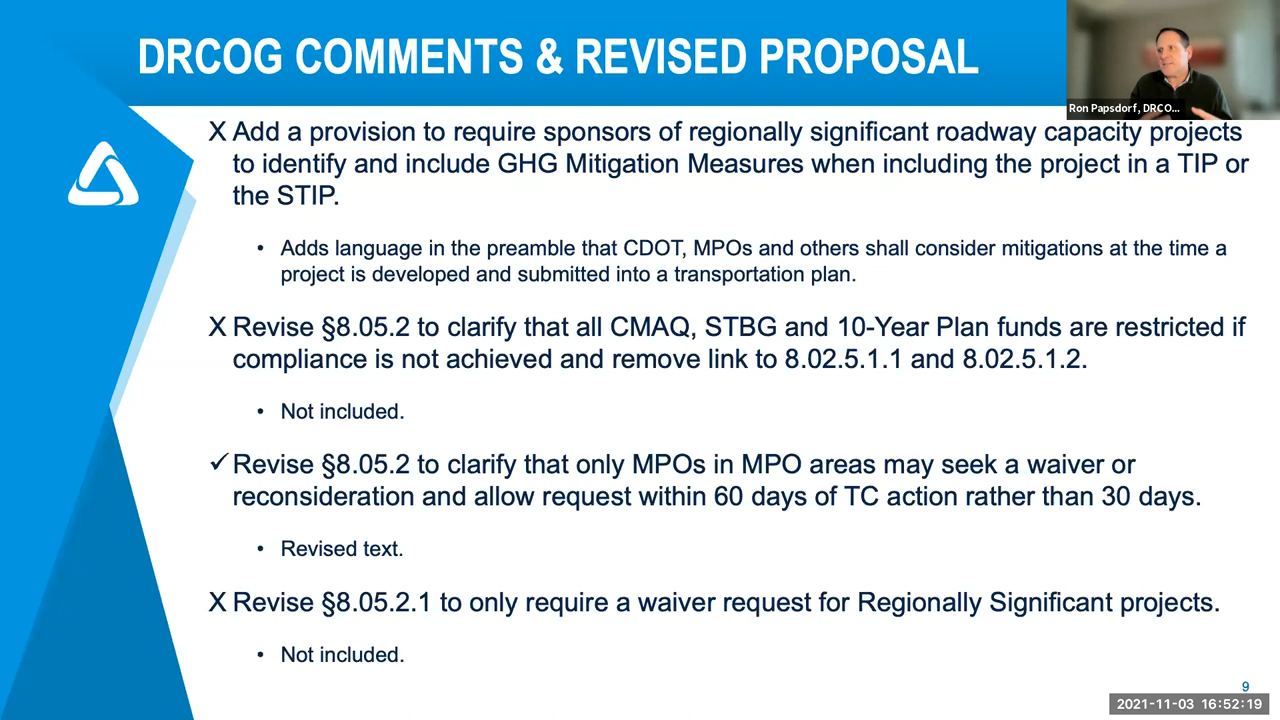 DRCOG COMMENTS & REVISED PROPOSAL
Ron Papsdorf, DRCO...
X Add a provision to require sponsors of regionally significant roadway capacity projects
to identify and include GHG Mitigation Measures when including the project in a TIP or
the STIP.
• Adds language in the preamble that CDOT, MPOs and others shall consider mitigations at the time a
project is developed and submitted into a transportation plan.
X Revise §8.05.2 to clarify that all CMAQ, STBG and 10-Year Plan funds are restricted if
compliance is not achieved and remove link to 8.02.5.1.1 and 8.02.5.1.2.
• Not included.
✓ Revise §8.05.2 to clarify that only MPOs in MPO areas may seek a waiver or
reconsideration and allow request within 60 days of TC action rather than 30 days.
• Revised text.
X Revise §8.05.2.1 to only require a waiver request for Regionally Significant projects.
• Not included.
9
2021-11-03 16:52:19